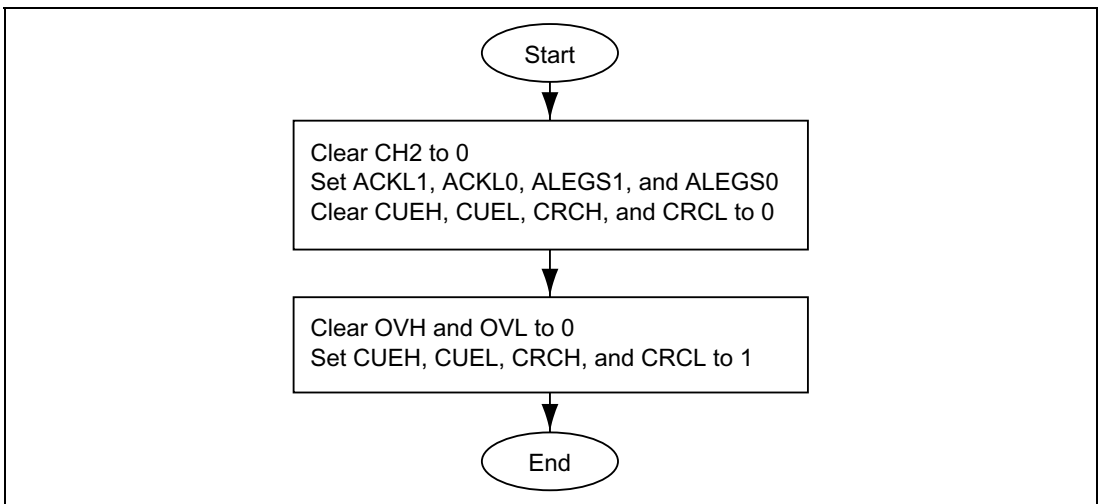 Start
Clear CH2 to 0
Set ACKL1, ACKL0, ALEGS1, and ALEGS0
Clear CUEH, CUEL, CRCH, and CRCL to 0
Clear OVH and OVL to 0
Set CUEH, CUEL, CRCH, and CRCL to 1
End